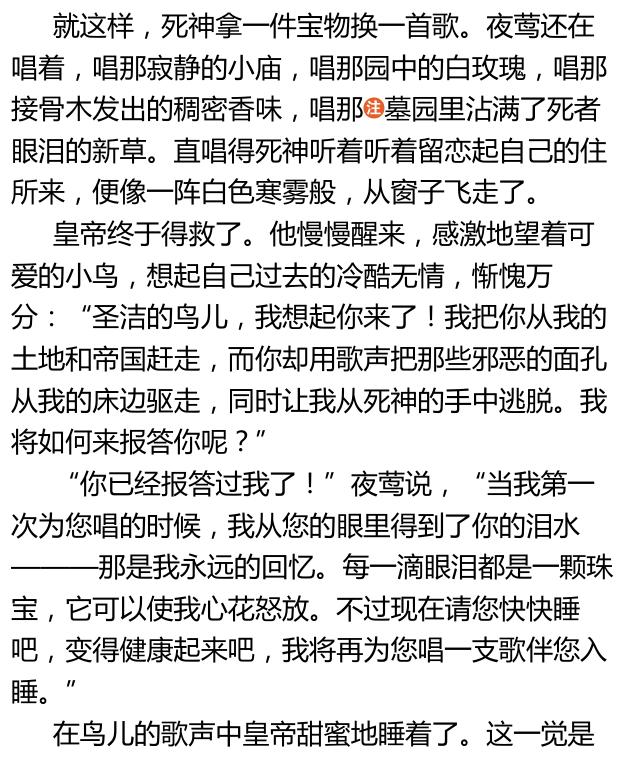 就这样，死神拿一件宝物换一首歌。夜莺还在
唱着，唱那寂静的小庙，唱那园中的白玫瑰，唱那
接骨木发出的稠密香味，唱那注墓园里沾满了死者
眼泪的新草。直唱得死神听着听着留恋起自己的住
所来，便像一阵白色寒雾般，从窗子飞走了。
皇帝终于得救了。他慢慢醒来，感激地望着可
爱的小鸟，想起自己过去的冷酷无情，惭愧万
分：“圣洁的鸟儿，我想起你来了！我把你从我的
土地和帝国赶走，而你却用歌声把那些邪恶的面孔
从我的床边驱走，同时让我从死神的手中逃脱。我
将如何来报答你呢？”
“你已经报答过我了！”夜莺说，“当我第一
次为您唱的时候，我从您的眼里得到了你的泪水
———那是我永远的回忆。每一滴眼泪都是一颗珠
宝，它可以使我心花怒放。不过现在请您快快睡
吧，变得健康起来吧，我将再为您唱一支歌伴您入
睡。”
在鸟儿的歌声中皇帝甜蜜地睡着了。这一觉是